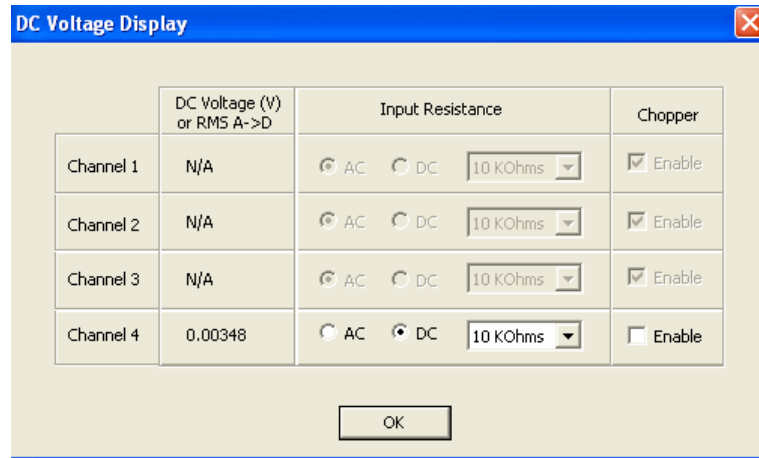 DC Voltage Display
DC Voltage (V)
or RMS A->D
Input Resistance
Chopper
Channel 1 N/A AC DC 10 KOhms Enable
Channel 2 N/A AC DC 10 KOhms Enable
Channel 3 N/A AC DC 10 KOhms Enable
Channel 4 0.00348 AC DC 10 KOhms Enable
OK